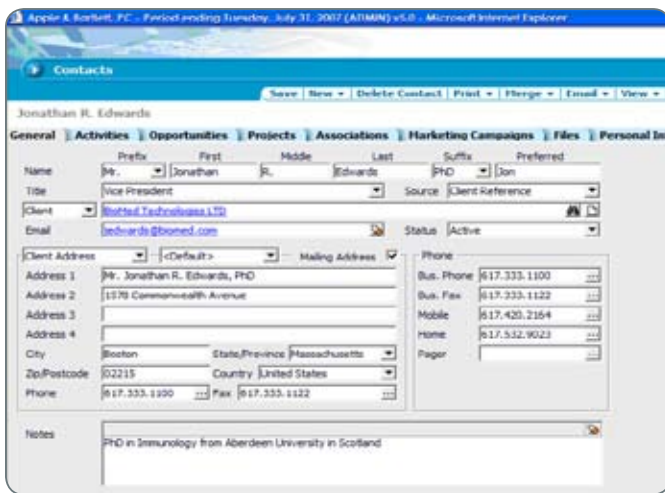 Apple & Bartlett, PC - Period ending Tuesday, July 31, 2007 (ADMIN) v5.0 - Microsoft Internet Explorer
Contacts
Save | New | Delete Contact | Print | Merge | Email | View
Jonathan R. Edwards
General Activities Opportunities Projects Associations Marketing Campaigns Files Personal In
Prefix First Middle Last Suffix Preferred
Name Mr. Jonathan R. Edwards PhD Jon
Title Vice President Source Client Reference
Client BioMed Technologies LTD
Email jedwards@biomed.com Status Active
Client Address <Default> Mailing Address Phone
Address 1 Mr. Jonathan R. Edwards, PhD Bus. Phone 617.333.1100
Address 2 1578 Commonwealth Avenue Bus. Fax 617.333.1122
Address 3 Mobile 617.420.2164
Address 4 Home 617.532.9023
City Boston State/Province Massachusetts Pager
Zip/Postcode 02215 Country United States
Phone 617.333.1100 Fax 617.333.1122
Notes
PhD in Immunology from Aberdeen University in Scotland